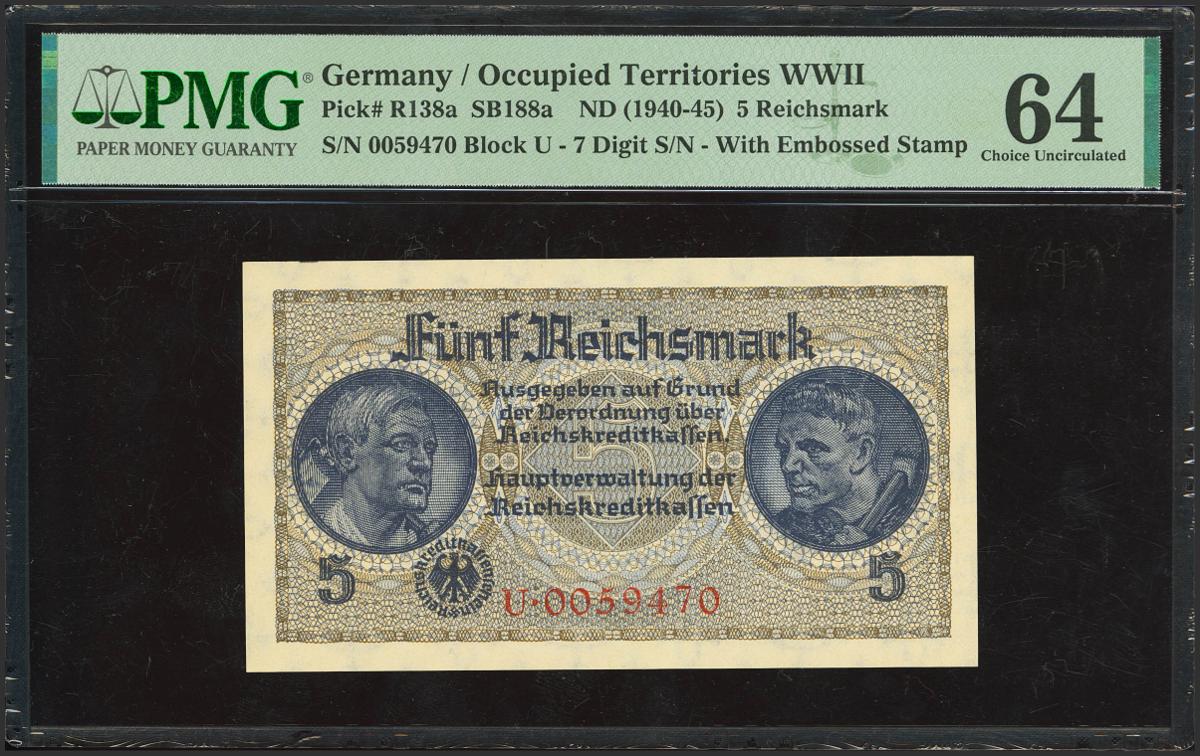 PMG®
PAPER MONEY GUARANTY
Germany / Occupied Territories WWII
Pick# R138a SB188a ND (1940-45) 5 Reichsmark
S/N 0059470 Block U - 7 Digit S/N - With Embossed Stamp
64
Choice Uncirculated
Fünf Reichsmark
Ausgegeben auf Grund
der Verordnung über
Reichskreditkaſſen.
Hauptverwaltung der
Reichskreditkaſſen
5
5
5
U·0059470